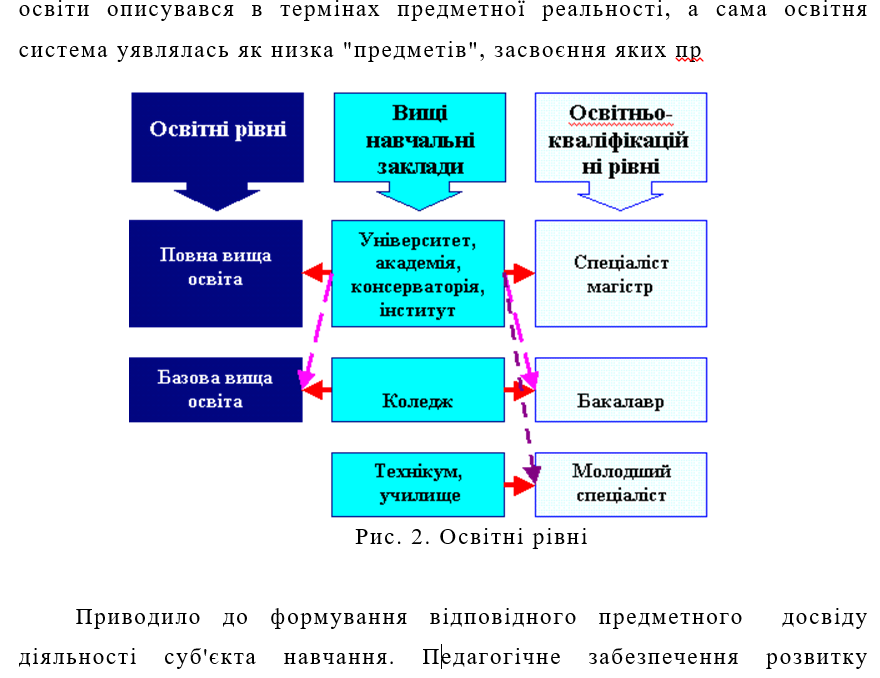 освіти описувався в термінах предметної реальності, а сама освітня
система уявлялась як низка "предметів", засвоєння яких пр
Освітні рівні
Вищі
навчальні
заклади
Освітньо-
кваліфікацій
ні рівні
Повна вища
освіта
Університет,
академія,
консерваторія,
інститут
Спеціаліст
магістр
Базова вища
освіта
Коледж
Бакалавр
Технікум,
училище
Молодший
спеціаліст
Рис. 2. Освітні рівні
Приводило до формування відповідного предметного досвіду
діяльності суб'єкта навчання. Педагогічне забезпечення розвитку